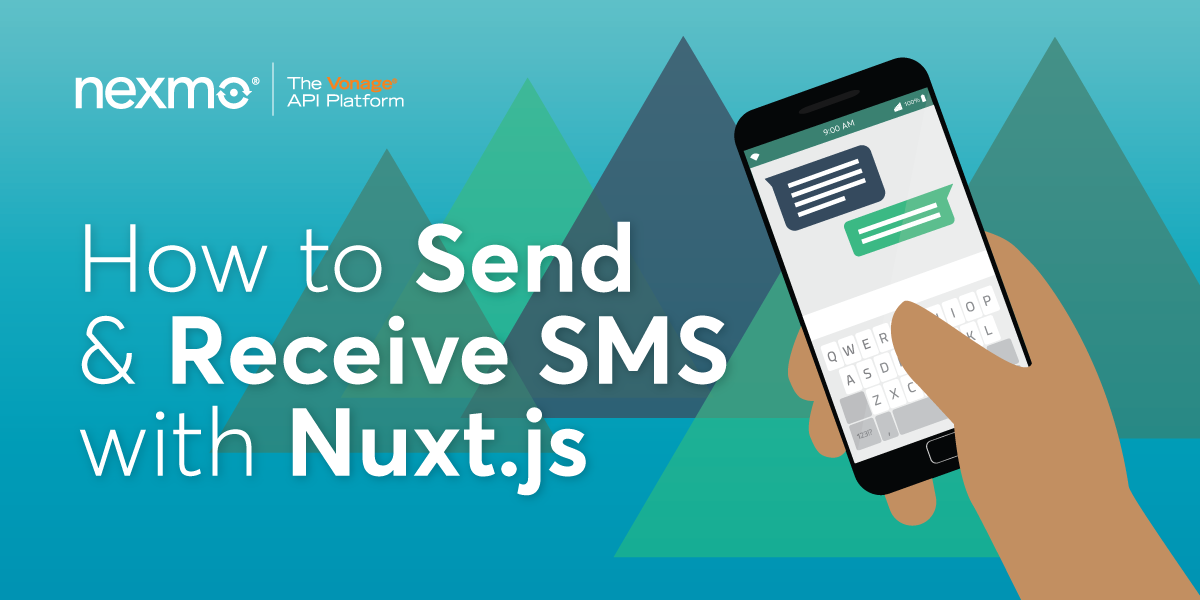 nexmo®
The Vonage®
API Platform
How to Send
& Receive SMS
with Nuxt.js
9:00 AM
100%
Q W E R I O P
A S D K L
Z X C
123!?
,